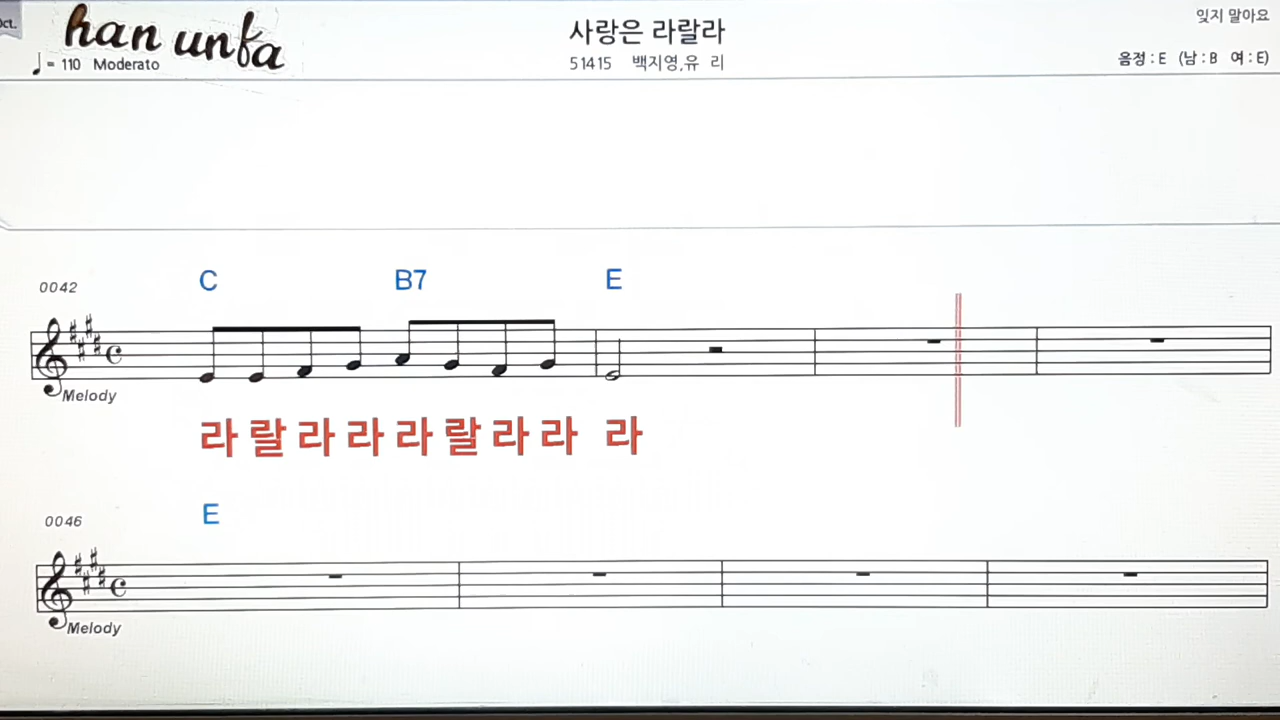 Oct.
han unfa
사랑은 라랄라
잊지 말아요
= 110 Moderato
51415 백지영,유 리
음정 : E (남 : B 여 : E)
0042
C B7 E
Melody
라 랄 라 라 라 랄 라 라 라
0046
E
Melody